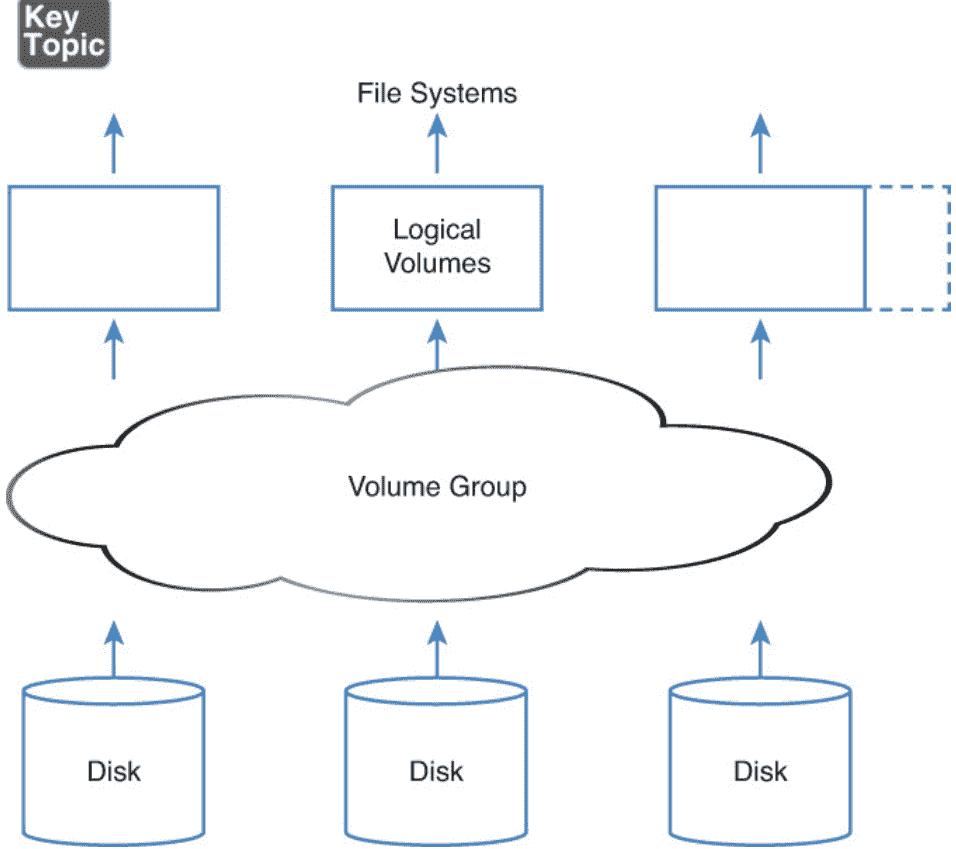 Key
Topic
File Systems
Logical
Volumes
Volume Group
Disk
Disk
Disk